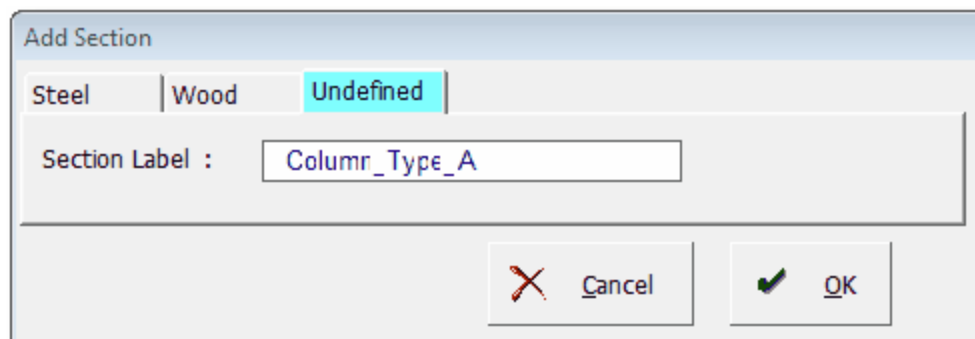 Add Section
Steel Wood Undefined
Section Label : Column_Type_A
Cancel OK